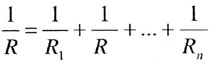 1/R = 1/R₁ + 1/R + ... + 1/Rₙ